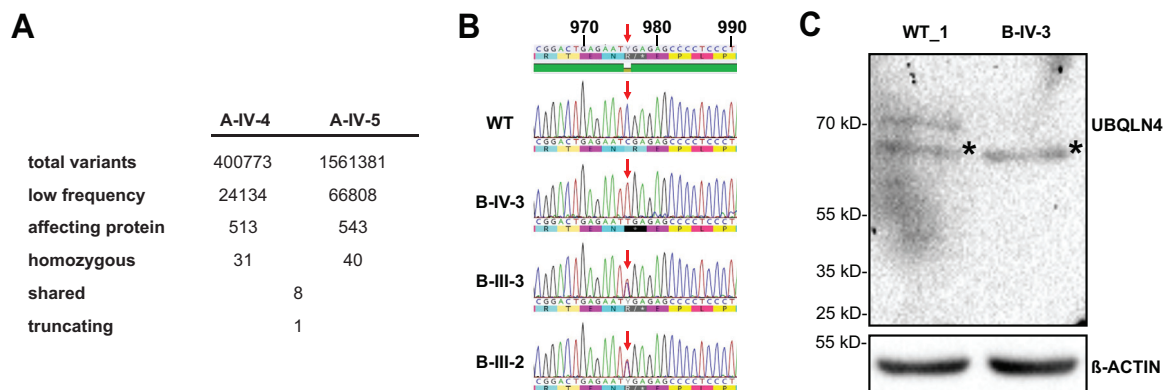 A
A-IV-4 A-IV-5
total variants 400773 1561381
low frequency 24134 66808
affecting protein 513 543
homozygous 31 40
shared 8
truncating 1
B
970 980 990
CGGACTGAGAATYGAGAGCCCCTCCCT
R T E N R/* E P L P
WT
CGGACTGAGAATCGAGAGCCCCTCCCT
R T E N R E P L P
B-IV-3
CGGACTGAGAATTGAGAGCCCCTCCCT
R T E N * E P L P
B-III-3
CGGACTGAGAATYGAGAGCCCCTCCCT
R T E N R/* E P L P
B-III-2
CGGACTGAGAATYGAGAGCCCCTCCCT
R T E N R/* E P L P
C
WT_1 B-IV-3
70 kD- UBQLN4
* *
55 kD-
35 kD-
25 kD-
55 kD-
ß-ACTIN